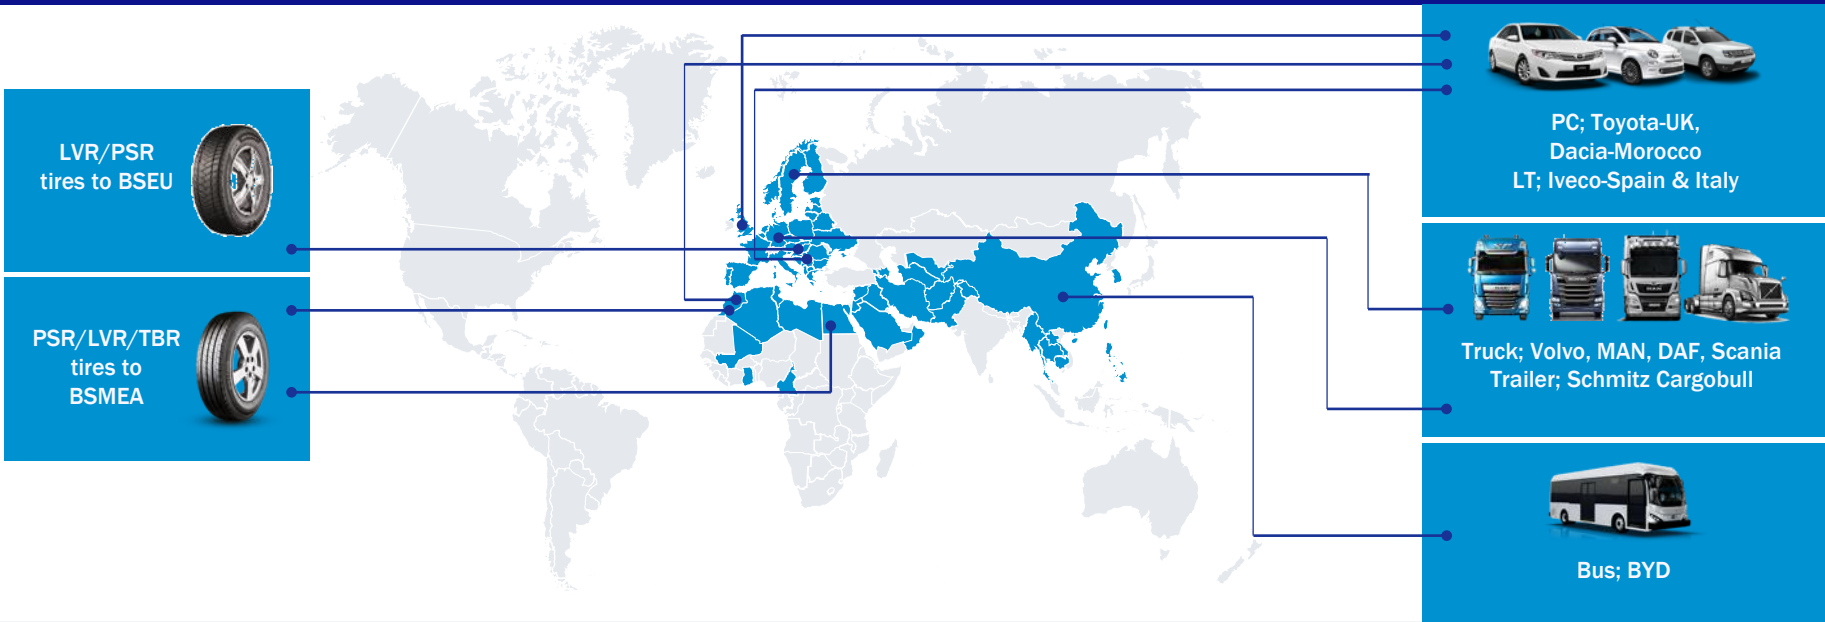 LVR/PSR
tires to BSEU
PSR/LVR/TBR
tires to
BSMEA
PC; Toyota-UK,
Dacia-Morocco
LT; Iveco-Spain & Italy
Truck; Volvo, MAN, DAF, Scania
Trailer; Schmitz Cargobull
Bus; BYD